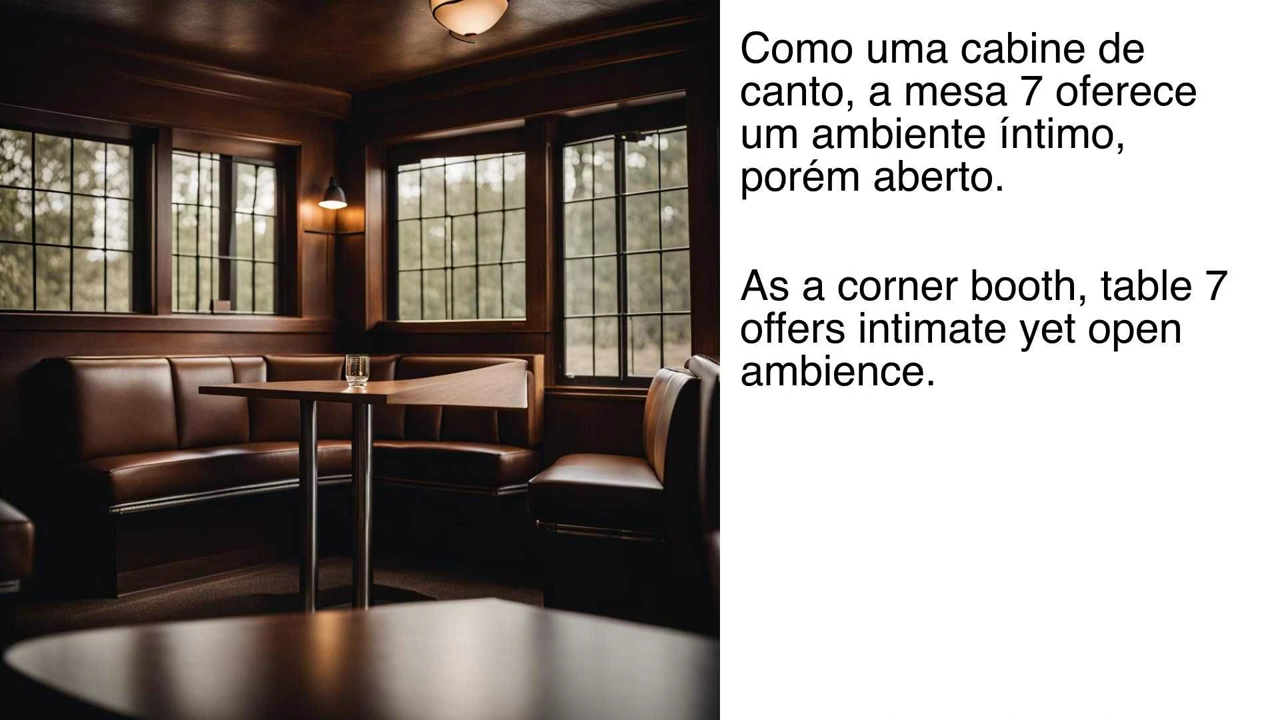 Como uma cabine de
canto, a mesa 7 oferece
um ambiente íntimo,
porém aberto.
As a corner booth, table 7
offers intimate yet open
ambience.